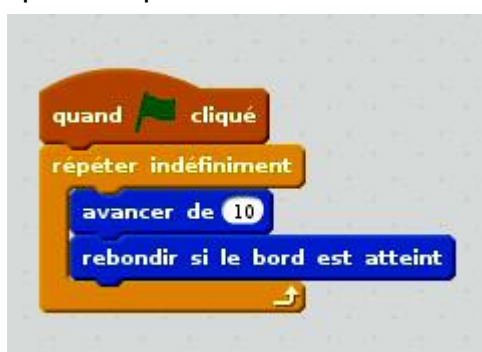 quand cliqué
répéter indéfiniment
avancer de 10
rebondir si le bord est atteint